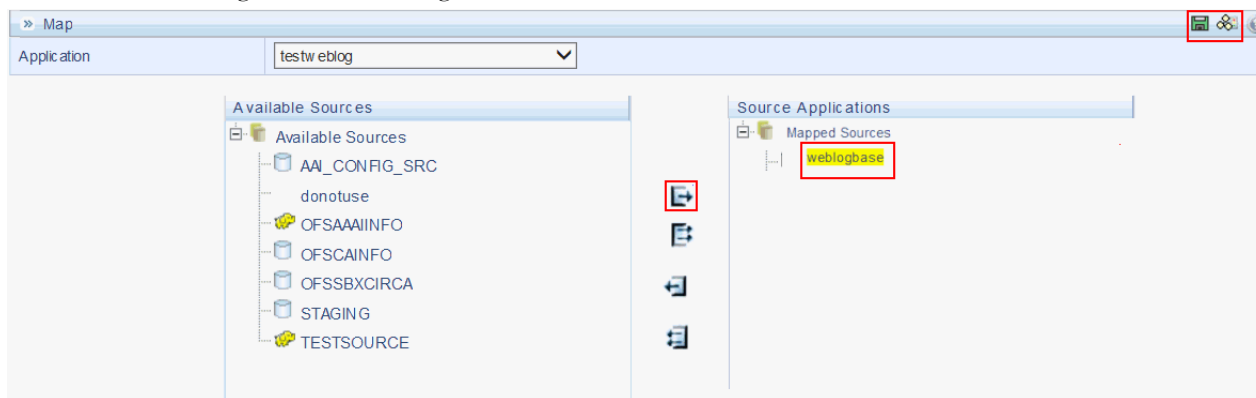 Map
Application testweblog
Available Sources
Available Sources
AAI_CONFIG_SRC
donotuse
OFSAAAIINFO
OFSCAINFO
OFSSBXCIRCA
STAGING
TESTSOURCE
Source Applications
Mapped Sources
weblogbase